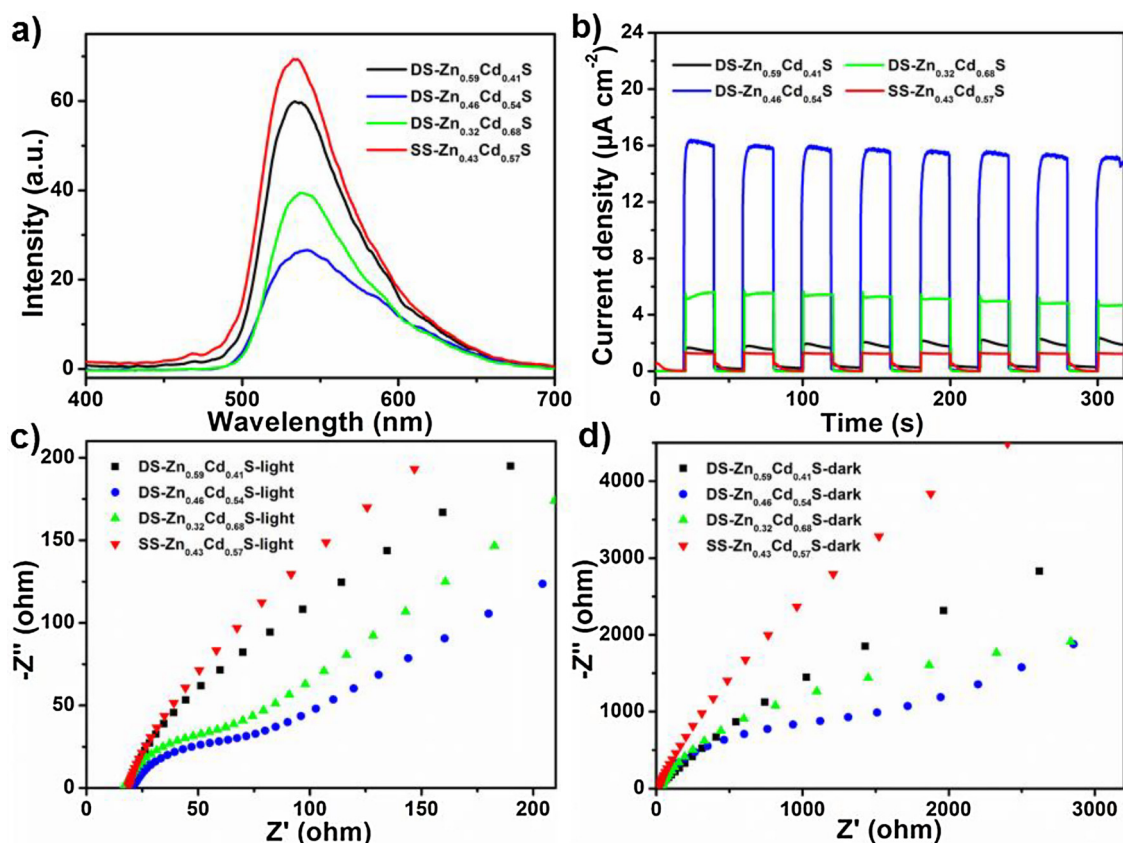 a)
Intensity (a.u.)
60
40
20
0
DS-Zn0.59Cd0.41S
DS-Zn0.46Cd0.54S
DS-Zn0.32Cd0.68S
SS-Zn0.43Cd0.57S
400 500 600 700
Wavelength (nm)
b)
Current density (µA cm-2)
24
20
16
12
8
4
0
DS-Zn0.59Cd0.41S DS-Zn0.32Cd0.68S
DS-Zn0.46Cd0.54S SS-Zn0.43Cd0.57S
0 100 200 300
Time (s)
c)
-Z'' (ohm)
200
150
100
50
0
DS-Zn0.59Cd0.41S-light
DS-Zn0.46Cd0.54S-light
DS-Zn0.32Cd0.68S-light
SS-Zn0.43Cd0.57S-light
0 50 100 150 200
Z' (ohm)
d)
-Z'' (ohm)
4000
3000
2000
1000
0
DS-Zn0.59Cd0.41S-dark
DS-Zn0.46Cd0.54S-dark
DS-Zn0.32Cd0.68S-dark
SS-Zn0.43Cd0.57S-dark
0 1000 2000 3000
Z' (ohm)